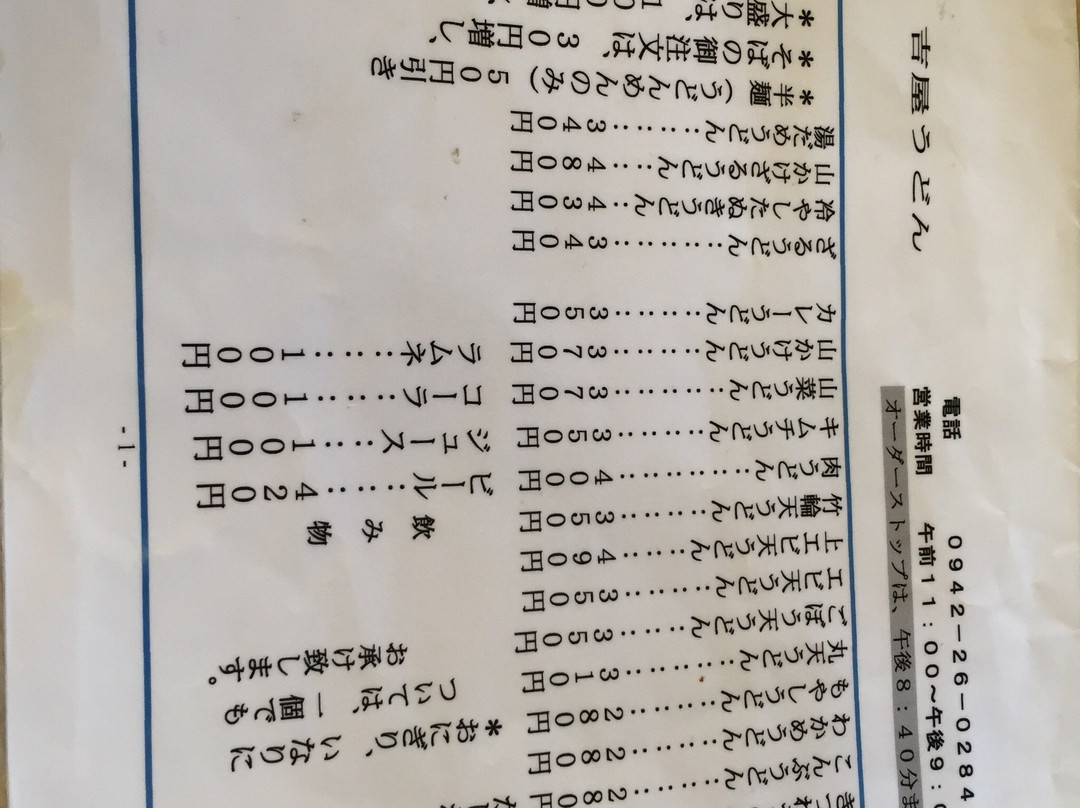 吉屋うどん
電話　０９４２－２６－０２８４
営業時間　午前１１：００～午後９：
オーダーストップは、午後８：４０分ま
こんぶうどん……２８０円
わかめうどん……２８０円
もやしうどん……２８０円
丸天うどん……３１０円
ごぼう天うどん……３５０円
エビ天うどん……３５０円
上エビ天うどん……４９０円
竹輪天うどん……３５０円
肉うどん……４００円
キムチうどん……３５０円
山菜うどん……３７０円
山かけうどん……３７０円
カレーうどん……３５０円
ざるうどん……３４０円
冷やしたぬきうどん…４３０円
山かけざるうどん…４８０円
湯だめうどん……３４０円
＊半麺（うどんめんのみ）５０円引き
＊そばの御注文は、３０円増し、
＊大盛りは、
＊おにぎり、いなりに
ついては、一個でも
お承け致します。
飲み物
ビール……４２０円
ジュース……１００円
コーラ……１００円
ラムネ……１００円
- 1 -